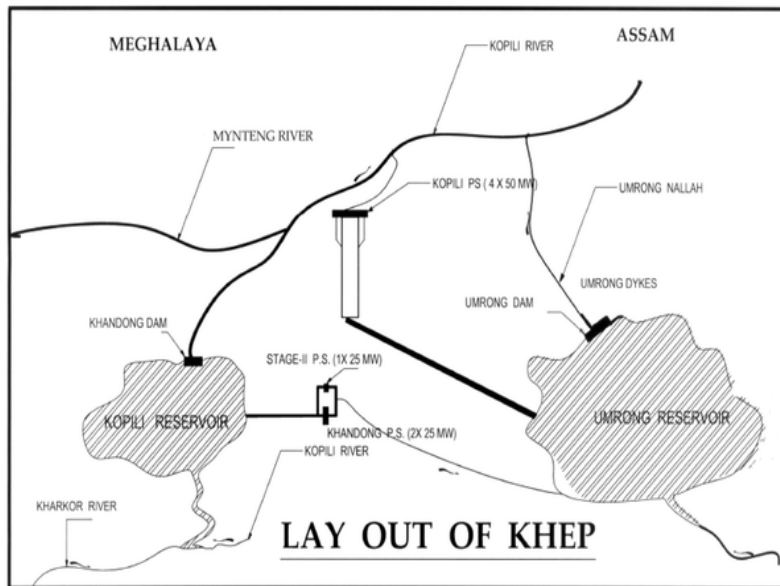 MEGHALAYA
ASSAM
KOPILI RIVER
MYNTENG RIVER
KOPILI PS ( 4 X 50 MW)
UMRONG NALLAH
UMRONG DYKES
UMRONG DAM
KHANDONG DAM
STAGE-II P.S. (1X 25 MW)
KOPILI RESERVOIR
UMRONG RESERVOIR
KHANDONG P.S. (2X 25 MW)
KOPILI RIVER
KHARKOR RIVER
LAY OUT OF KHEP